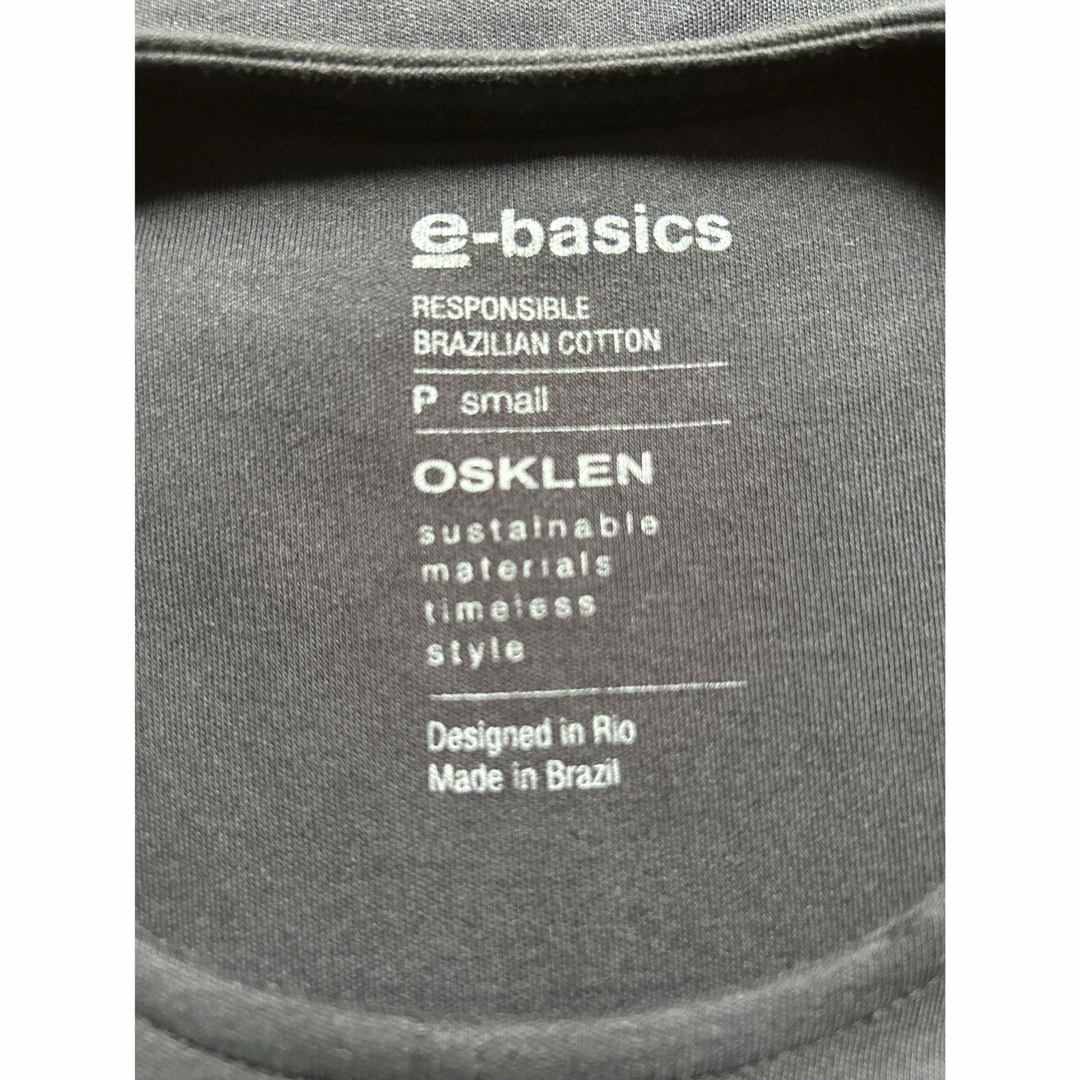 e-basics
RESPONSIBLE
BRAZILIAN COTTON
P small
OSKLEN
sustainable
materials
timeless
style
Designed in Rio
Made in Brazil